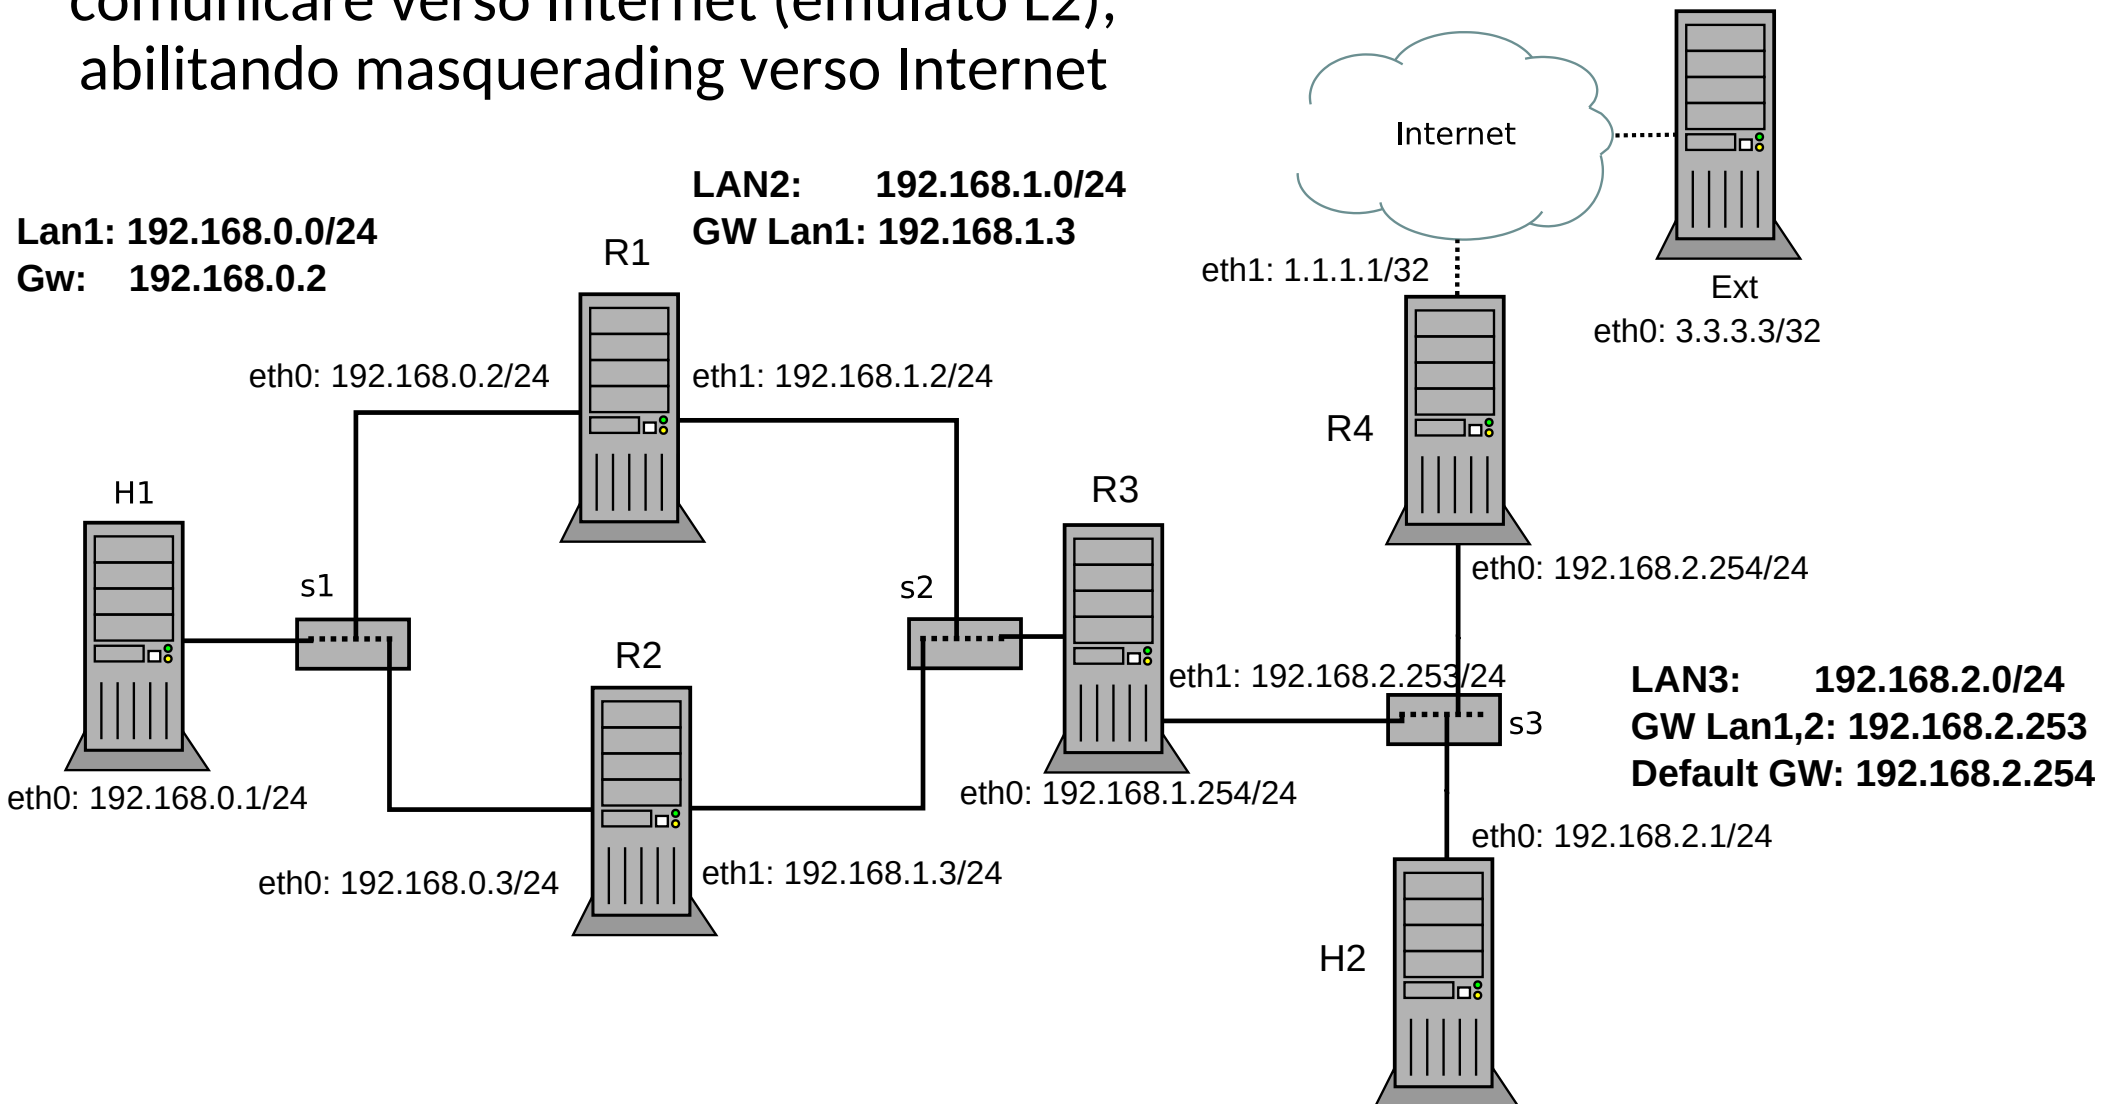 comunicare verso Internet (emulato L2),
abilitando masquerading verso Internet
Internet
LAN2: 192.168.1.0/24
GW Lan1: 192.168.1.3
Lan1: 192.168.0.0/24
Gw: 192.168.0.2
R1
eth1: 1.1.1.1/32
Ext
eth0: 3.3.3.3/32
eth0: 192.168.0.2/24
eth1: 192.168.1.2/24
R4
H1
R3
eth0: 192.168.2.254/24
s1
s2
R2
eth1: 192.168.2.253/24
s3
LAN3: 192.168.2.0/24
GW Lan1,2: 192.168.2.253
Default GW: 192.168.2.254
eth0: 192.168.0.1/24
eth0: 192.168.1.254/24
eth0: 192.168.2.1/24
eth0: 192.168.0.3/24
eth1: 192.168.1.3/24
H2